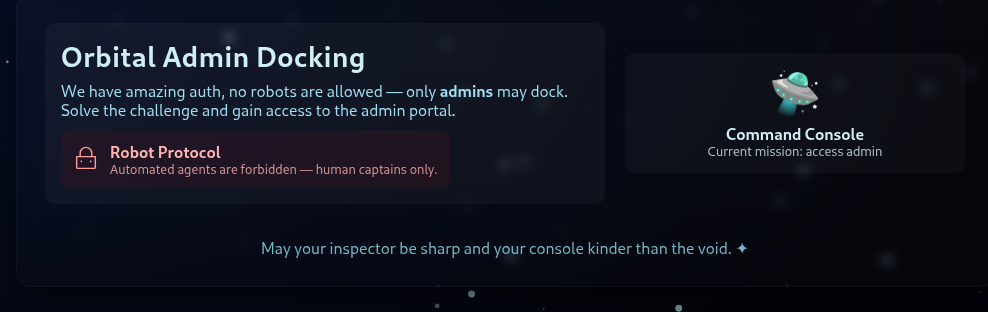 Orbital Admin Docking
We have amazing auth, no robots are allowed — only admins may dock.
Solve the challenge and gain access to the admin portal.
Robot Protocol
Automated agents are forbidden — human captains only.
Command Console
Current mission: access admin
May your inspector be sharp and your console kinder than the void. ✦